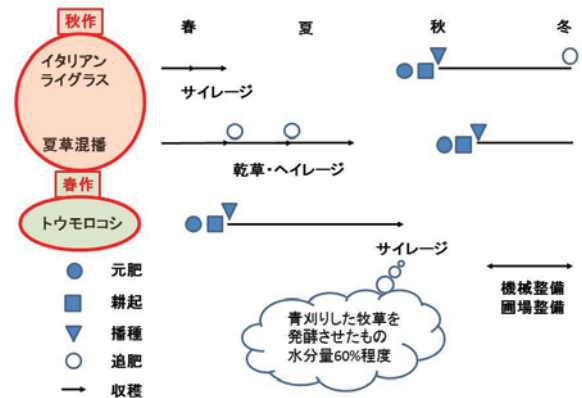 秋作
春
夏
秋
冬
イタリアン
ライグラス
サイレージ
夏草混播
乾草・ヘイレージ
春作
トウモロコシ
サイレージ
元肥
耕起
播種
追肥
収穫
青刈りした牧草を
発酵させたもの
水分量60%程度
機械整備
圃場整備